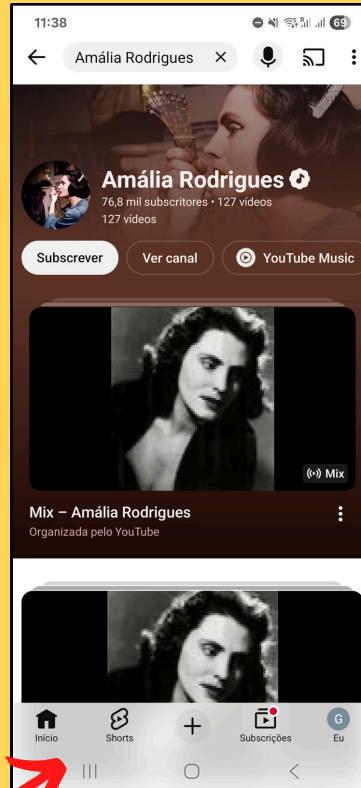 11:38
69
Amália Rodrigues
Amália Rodrigues
76,8 mil subscritores • 127 vídeos
127 vídeos
Subscrever
Ver canal
YouTube Music
Mix
Mix – Amália Rodrigues
Organizada pelo YouTube
Início
Shorts
Subscrições
G
Eu